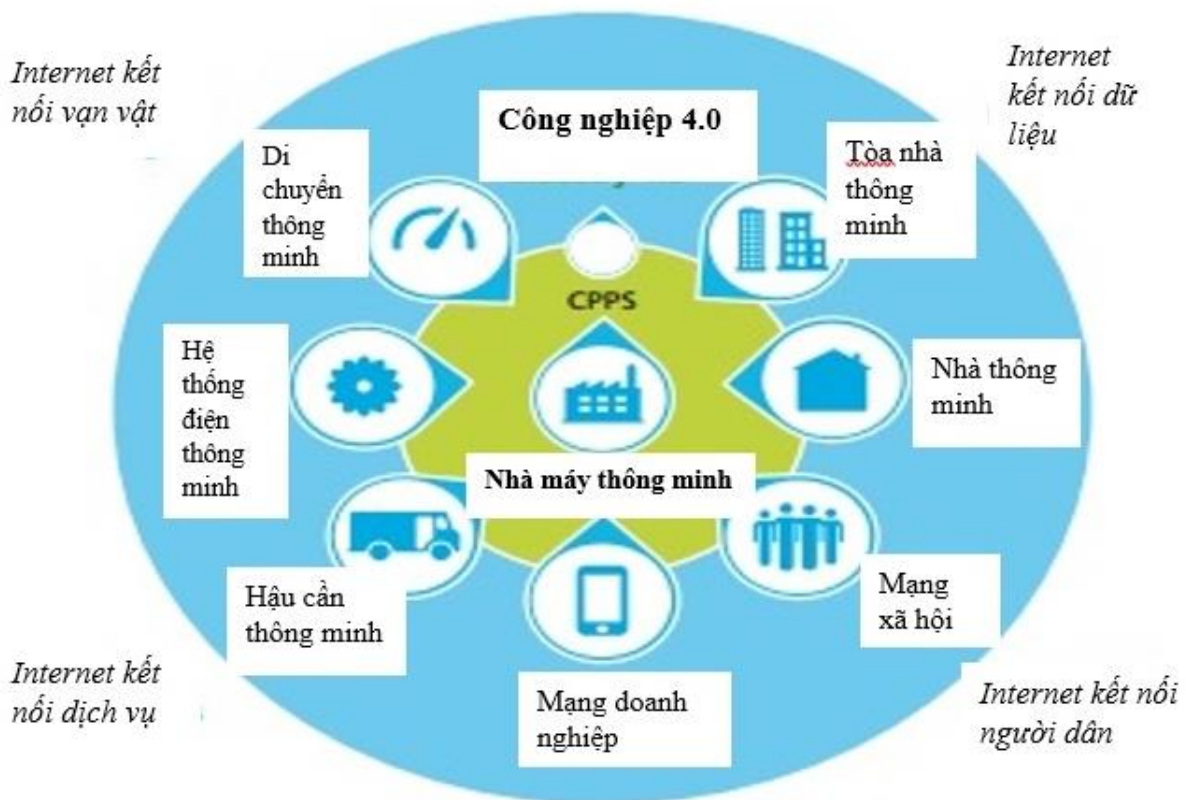 Internet kết
nối vạn vật
Internet
kết nối dữ
liệu
Công nghiệp 4.0
Di
chuyển
thông
minh
Tòa nhà
thông
minh
CPPS
Hệ
thống
điện
thông
minh
Nhà thông
minh
Nhà máy thông minh
Hậu cần
thông minh
Mạng
xã hội
Internet kết
nối dịch vụ
Mạng doanh
nghiệp
Internet kết nối
người dân